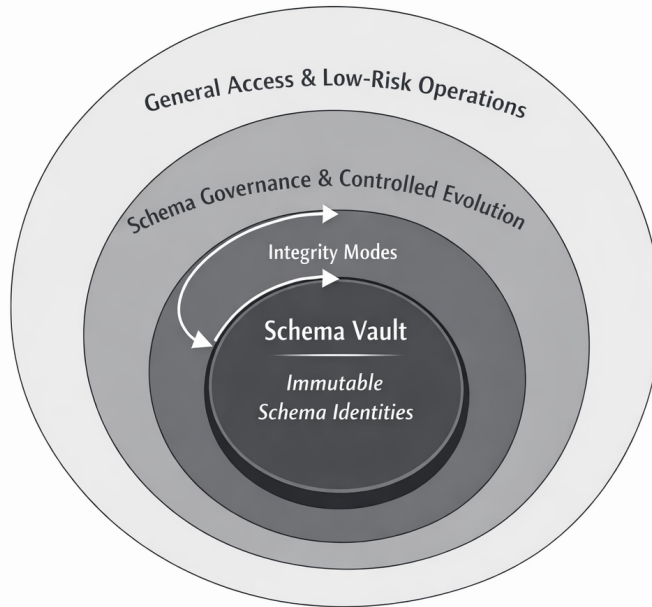 General Access & Low-Risk Operations
Schema Governance & Controlled Evolution
Integrity Modes
Schema Vault
Immutable
Schema Identities